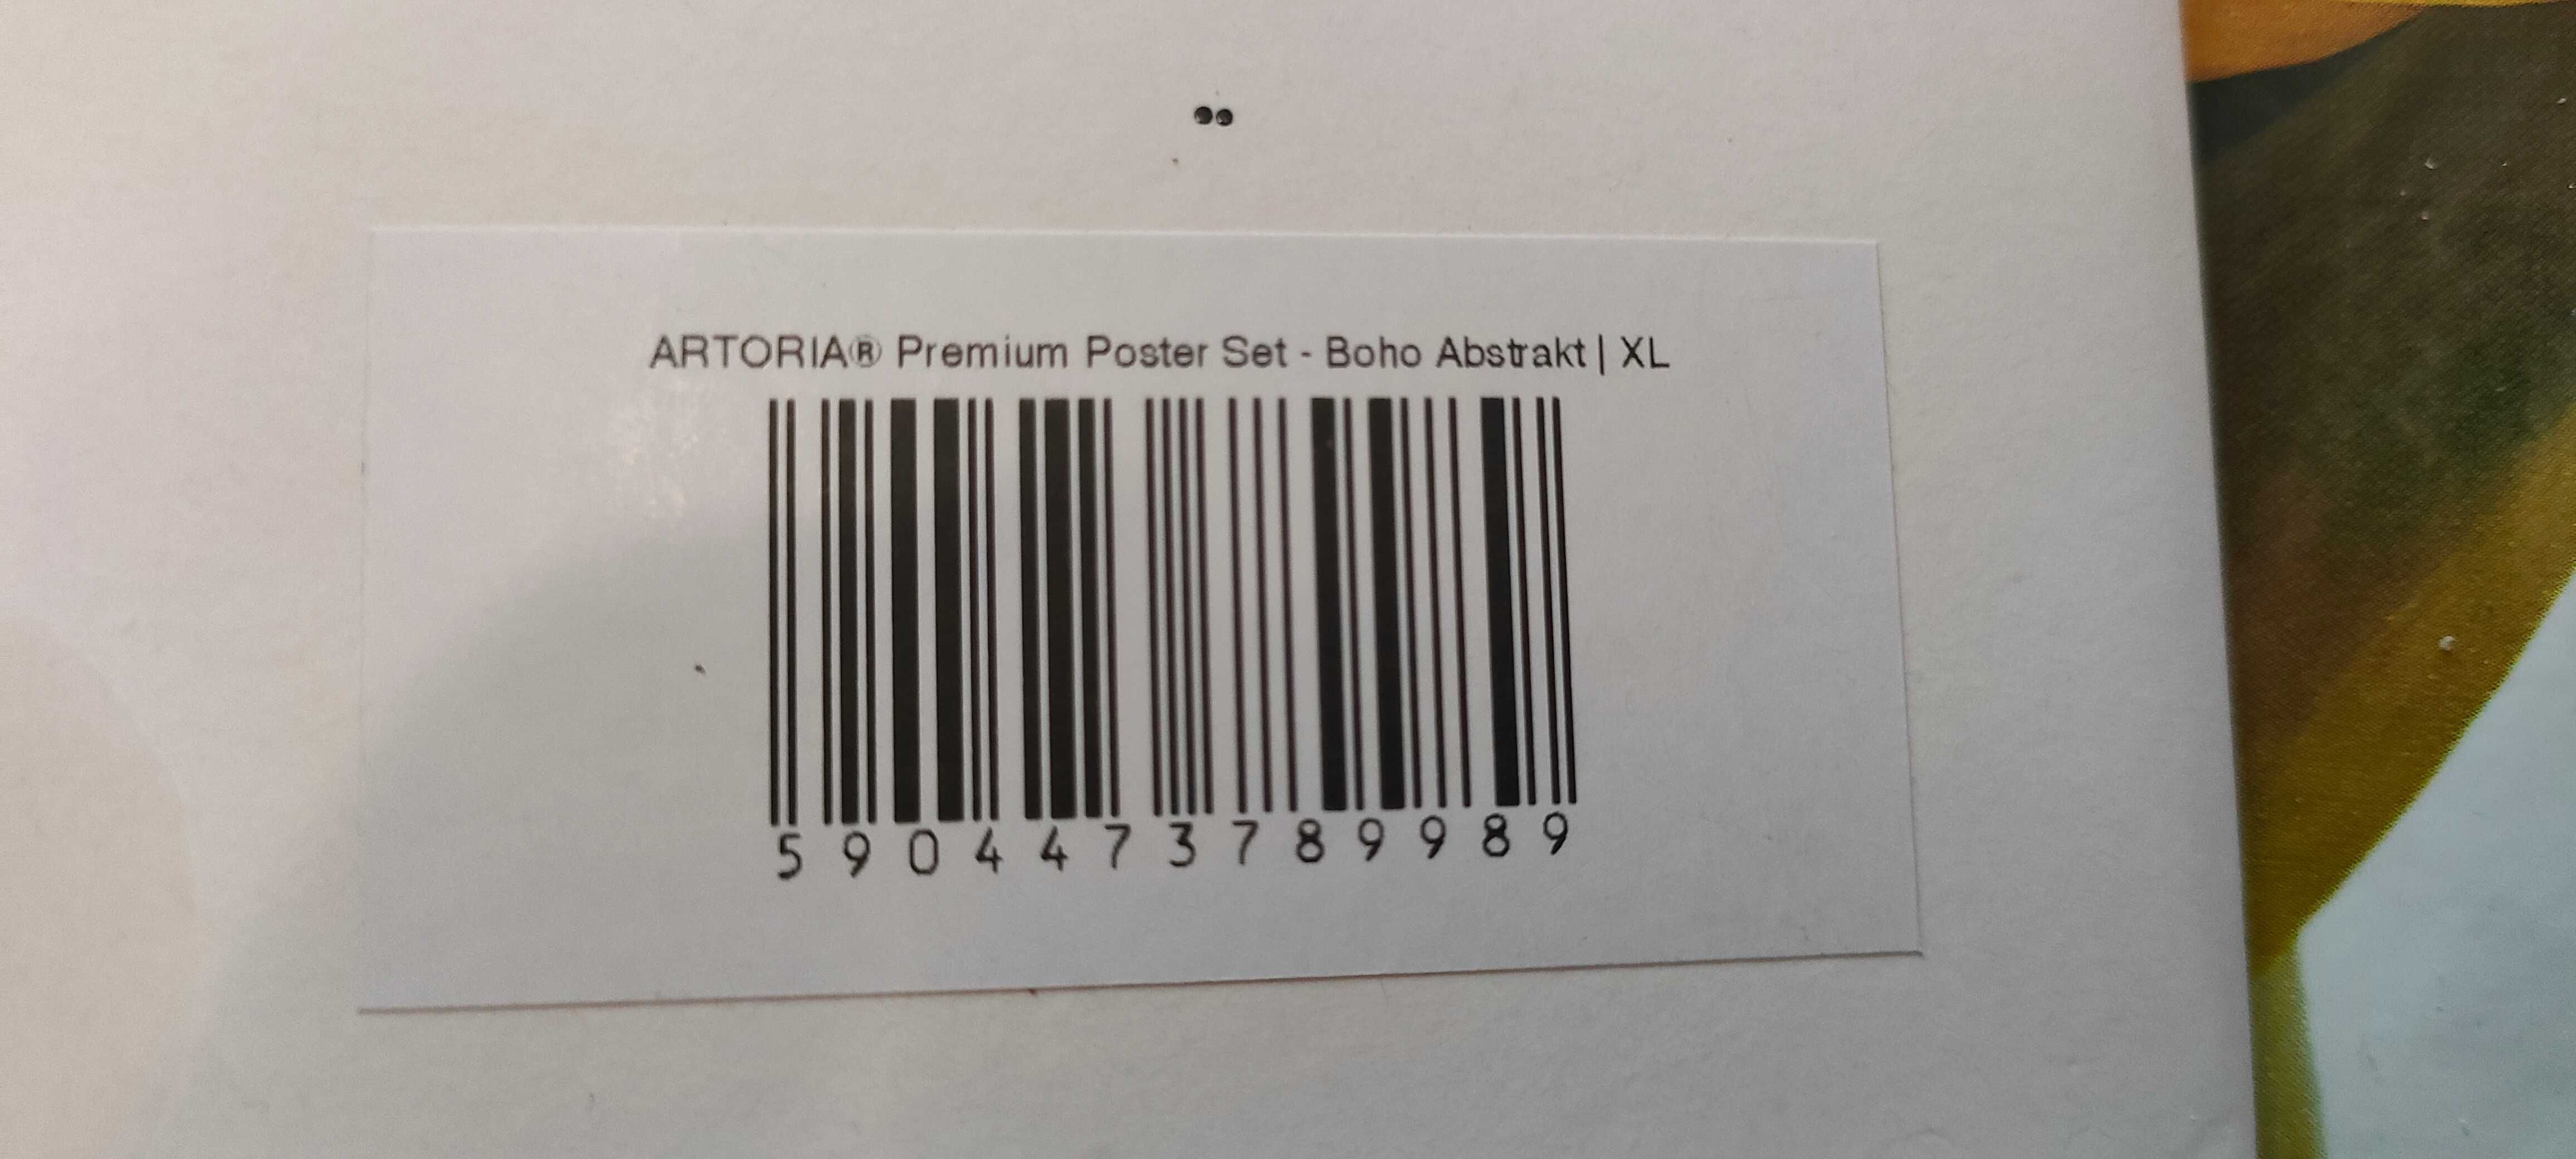 ARTORIA® Premium Poster Set - Boho Abstrakt | XL
5904473789989